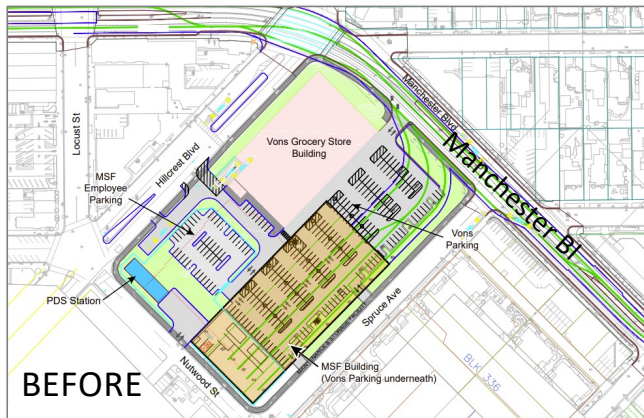 Manchester Blvd
Manchester Bl
Locust St
Hillcrest Blvd
Vons Grocery Store
Building
MSF
Employee
Parking
Vons
Parking
PDS Station
Spruce Ave
Nutwood St
MSF Building
(Vons Parking underneath)
BLK 336
BEFORE